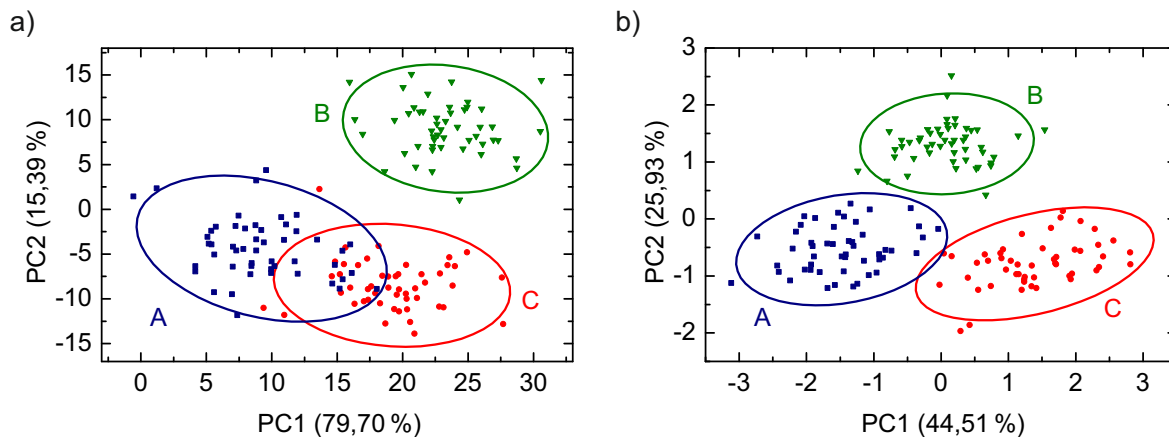 a)
15
10
5
0
-5
-10
-15
PC2 (15,39 %)
B
A
C
0 5 10 15 20 25 30
PC1 (79,70 %)
b)
3
2
1
0
-1
-2
PC2 (25,93 %)
B
A
C
-3 -2 -1 0 1 2 3
PC1 (44,51 %)